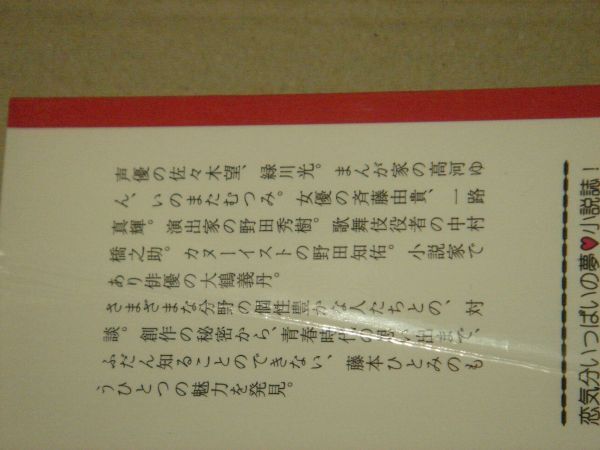 声優の佐々木望、緑川光。まんが家の高河ゆ
ん、いのまたむつみ。女優の斉藤由貴、一路
真輝。演出家の野田秀樹。歌舞伎役者の中村
橋之助。カヌーイストの野田知佑。小説家で
あり俳優の大鶴義丹。
さまざまな分野の個性豊かな人たちとの、対
談。創作の秘密から、青春時代の思い出まで、
ふだん知ることのできない、藤本ひとみのも
うひとつの魅力を発見。
恋気分いっぱいの夢♥小説誌！